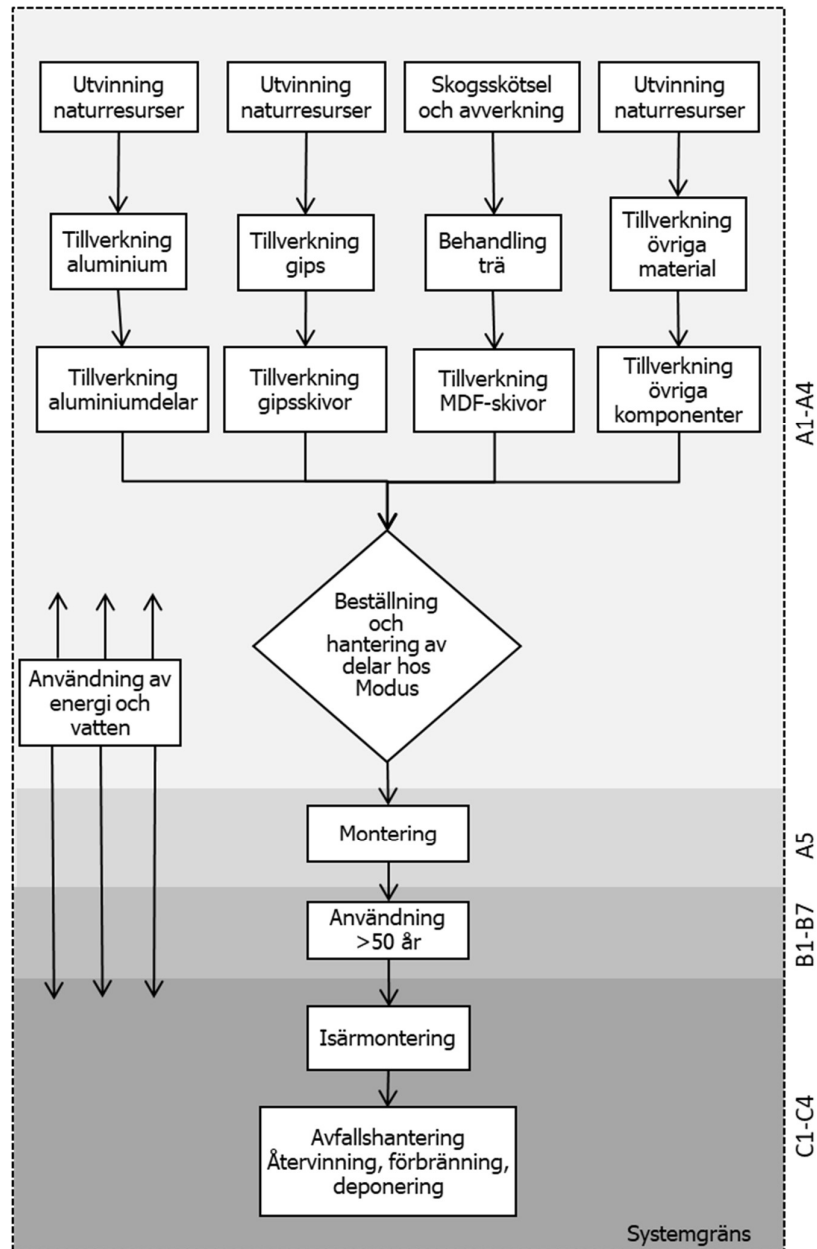 Utvinning
naturresurser
Utvinning
naturresurser
Skogsskötsel
och avverkning
Utvinning
naturresurser
Tillverkning
aluminium
Tillverkning
gips
Behandling
trä
Tillverkning
övriga
material
Tillverkning
aluminiumdelar
Tillverkning
gipsskivor
Tillverkning
MDF-skivor
Tillverkning
övriga
komponenter
A1-A4
Beställning
och
hantering av
delar hos
Modus
Användning av
energi och
vatten
Montering
A5
Användning
>50 år
B1-B7
Isärmontering
C1-C4
Avfallshantering
Återvinning, förbränning,
deponering
Systemgräns